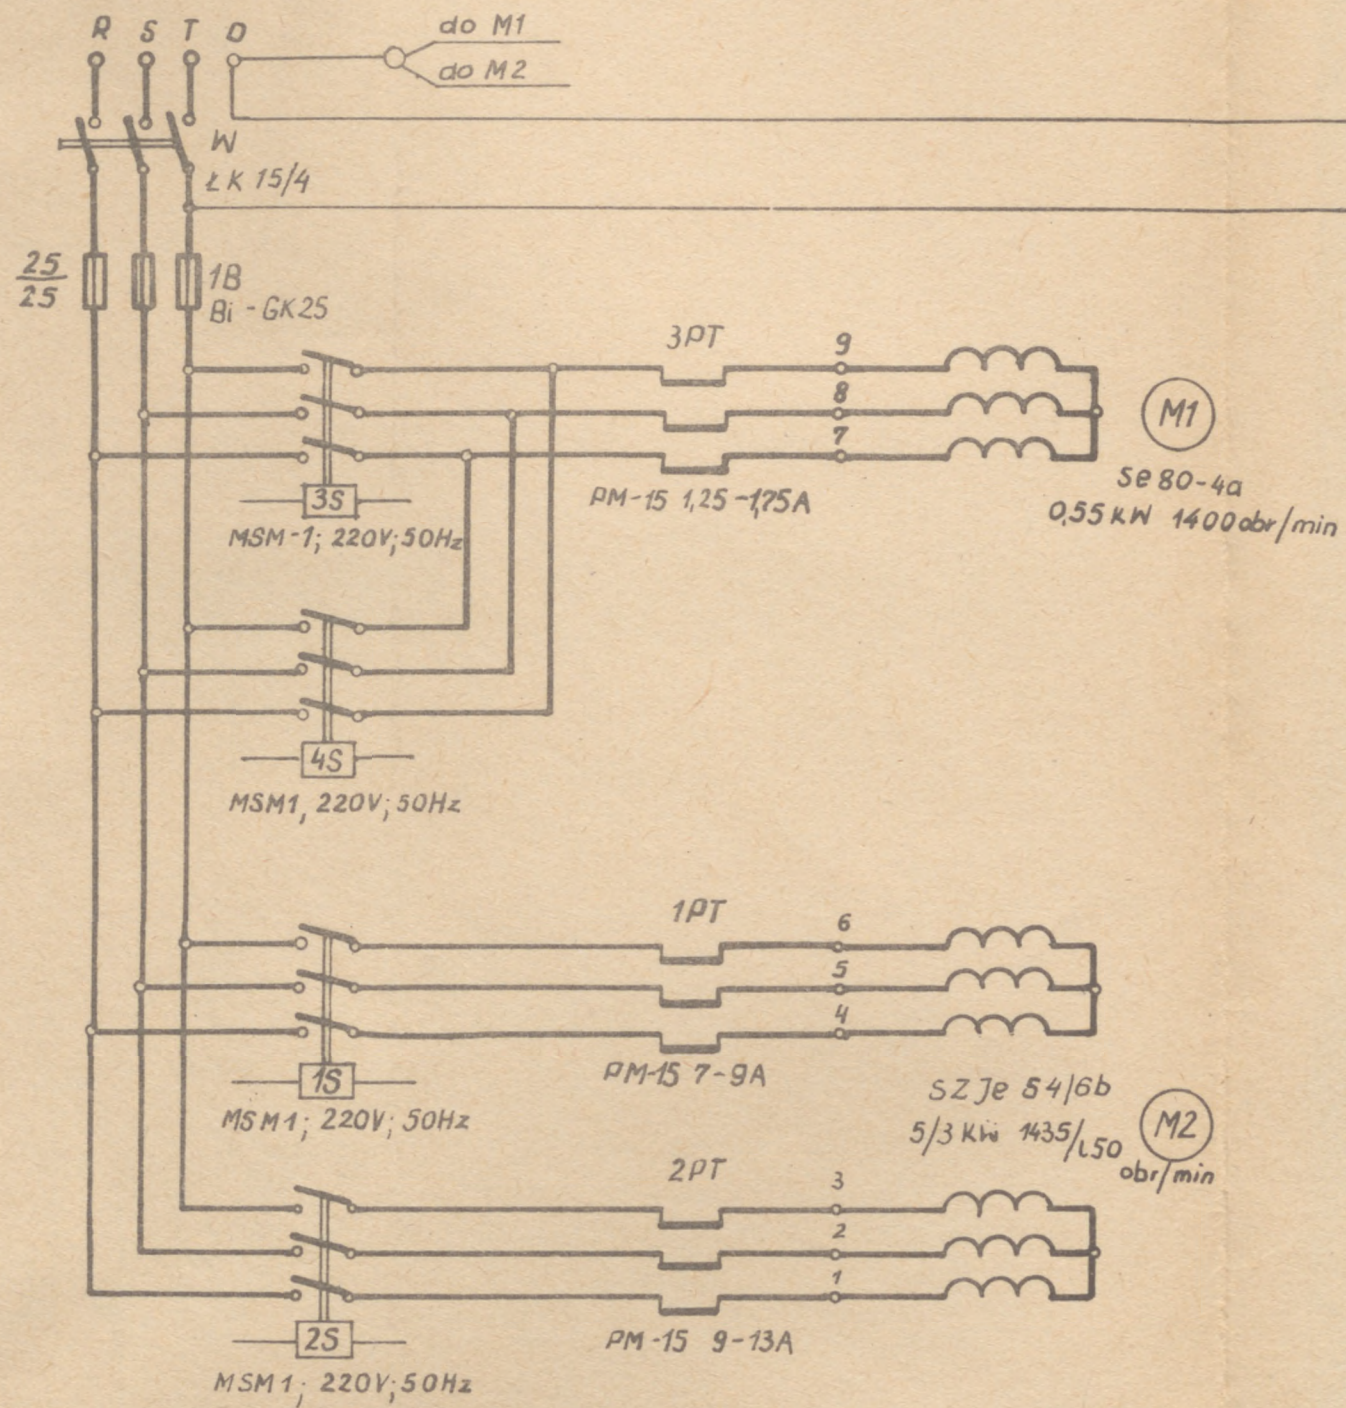 R S T O
do M1
do M2
W
ŁK 15/4
25
25
1B
Bi - GK25
3PT
9
8
7
M1
3S
PM-15 1,25-1,75A
Se 80-4a
MSM-1; 220V; 50Hz
0,55 KW 1400 obr/min
4S
MSM1, 220V; 50Hz
1PT
6
5
4
1S
PM-15 7-9A
MSM1; 220V; 50Hz
SZJe 54/6b
5/3 KW 1435/
M2
obr/min
2PT
3
2
1
2S
PM-15 9-13A
MSM1; 220V; 50Hz